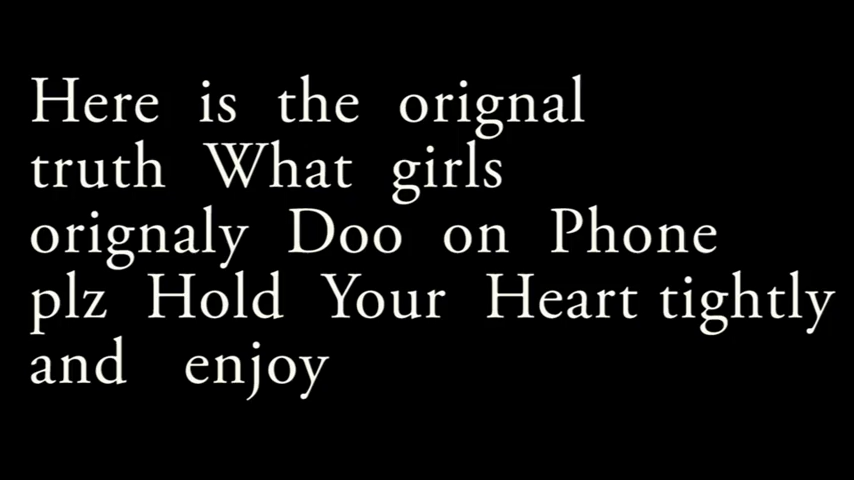 Here is the orignal
truth What girls
orignaly Doo on Phone
plz Hold Your Heart tightly
and enjoy